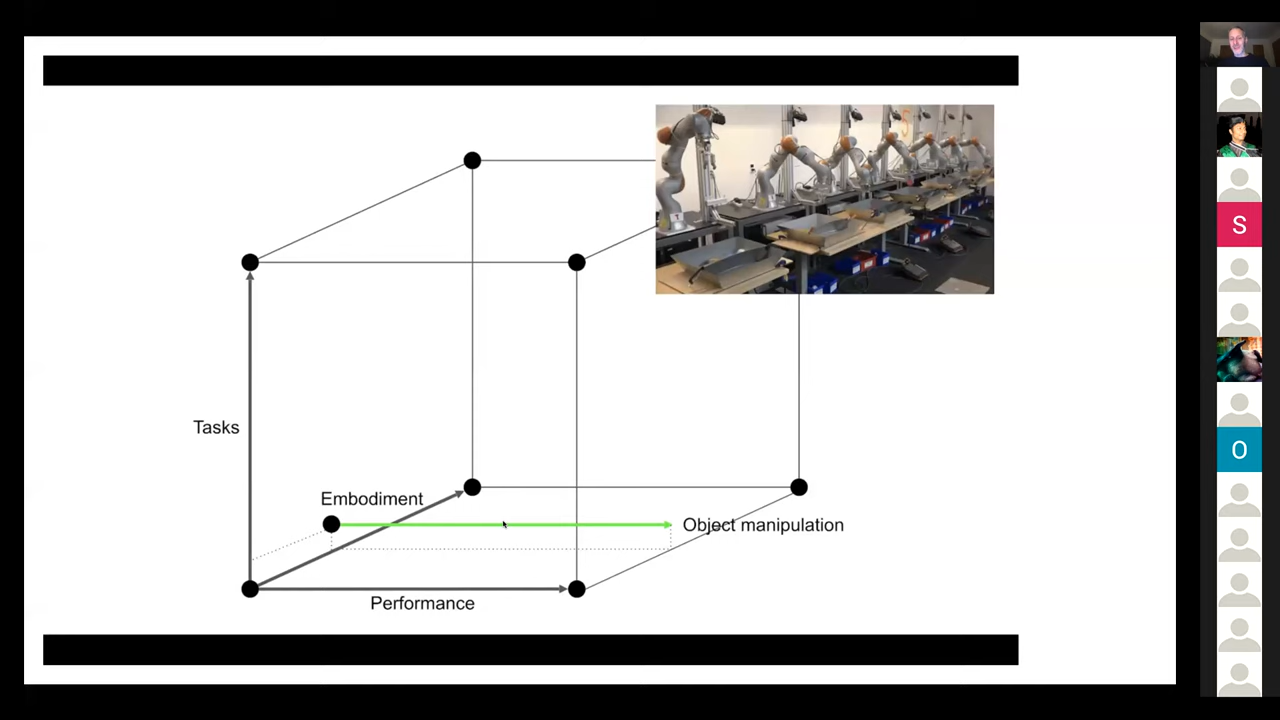 Tasks
Embodiment
Object manipulation
Performance
S
O